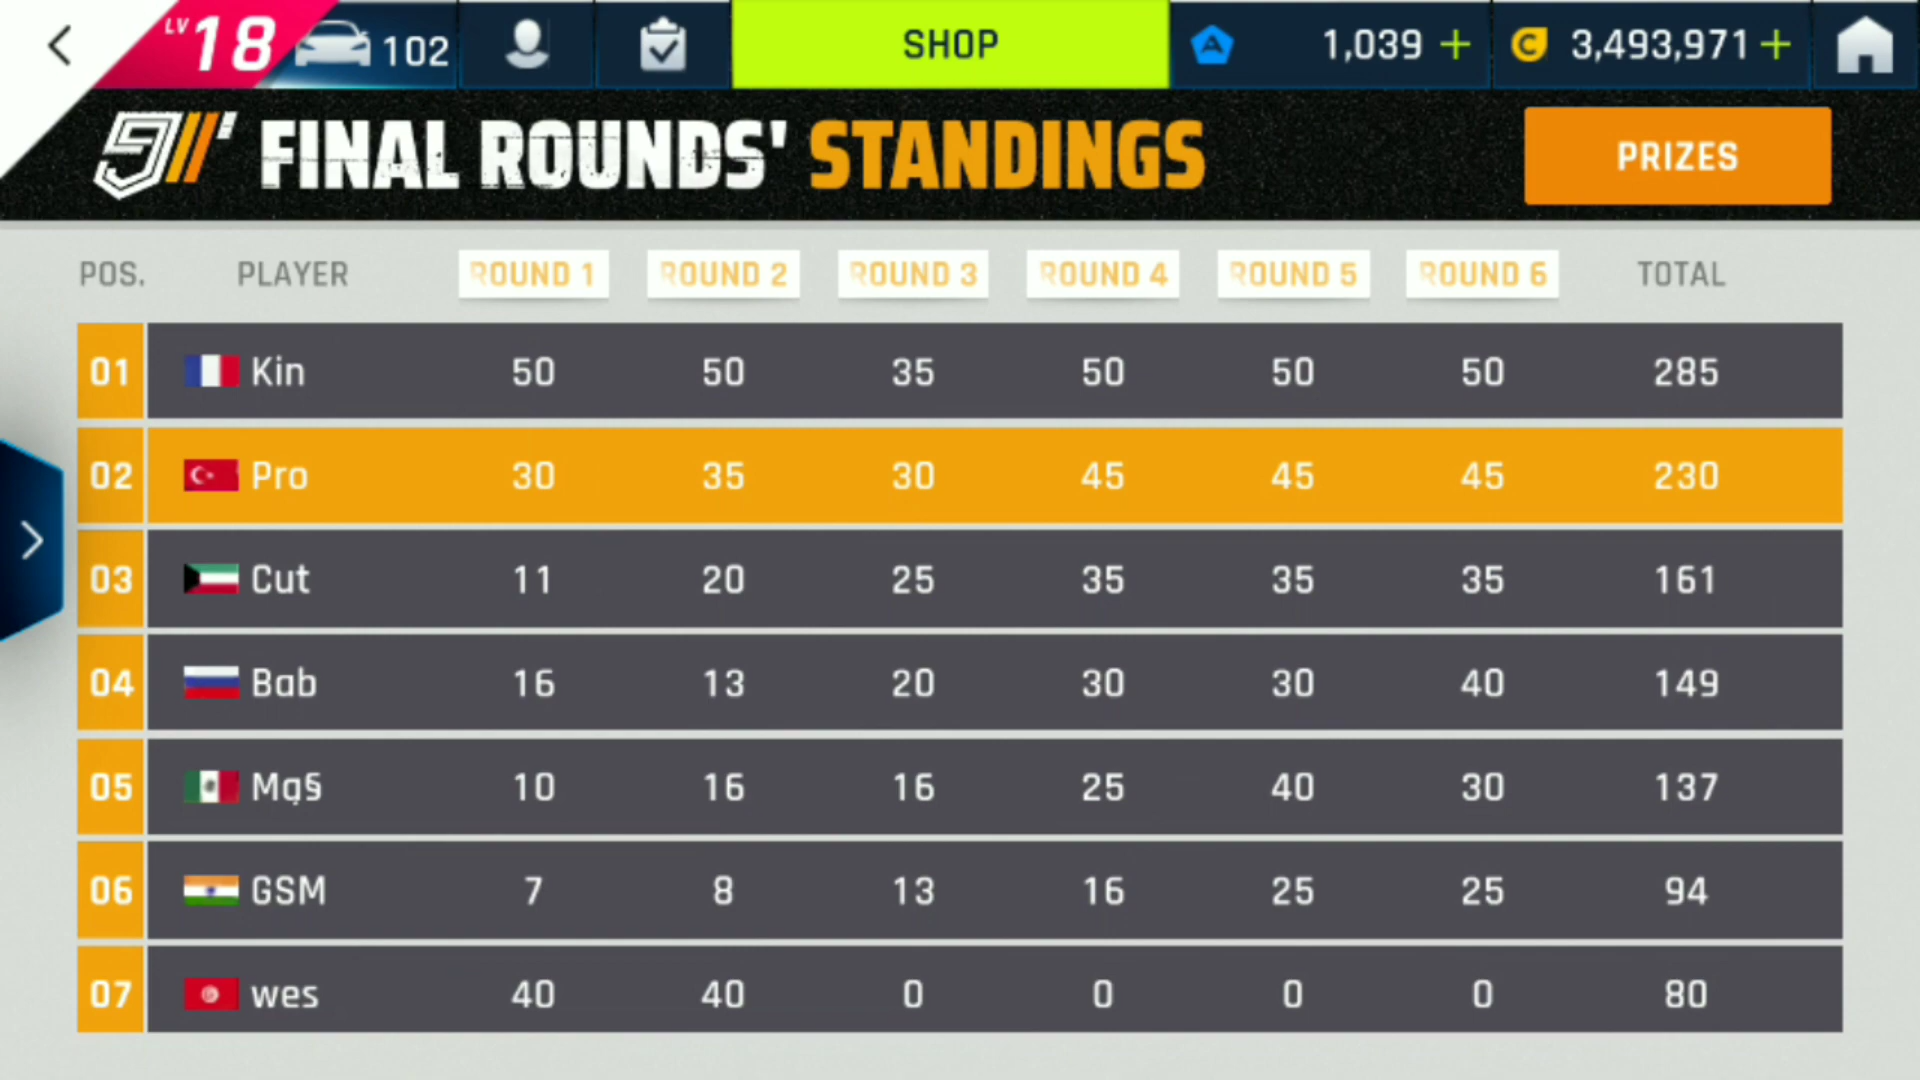 LV 18 102 SHOP 1,039 + 3,493,971 +
9 FINAL ROUNDS' STANDINGS PRIZES
POS. PLAYER ROUND 1 ROUND 2 ROUND 3 ROUND 4 ROUND 5 ROUND 6 TOTAL
01 Kin 50 50 35 50 50 50 285
02 Pro 30 35 30 45 45 45 230
03 Cut 11 20 25 35 35 35 161
04 Bab 16 13 20 30 30 40 149
05 Mą§ 10 16 16 25 40 30 137
06 GSM 7 8 13 16 25 25 94
07 wes 40 40 0 0 0 0 80